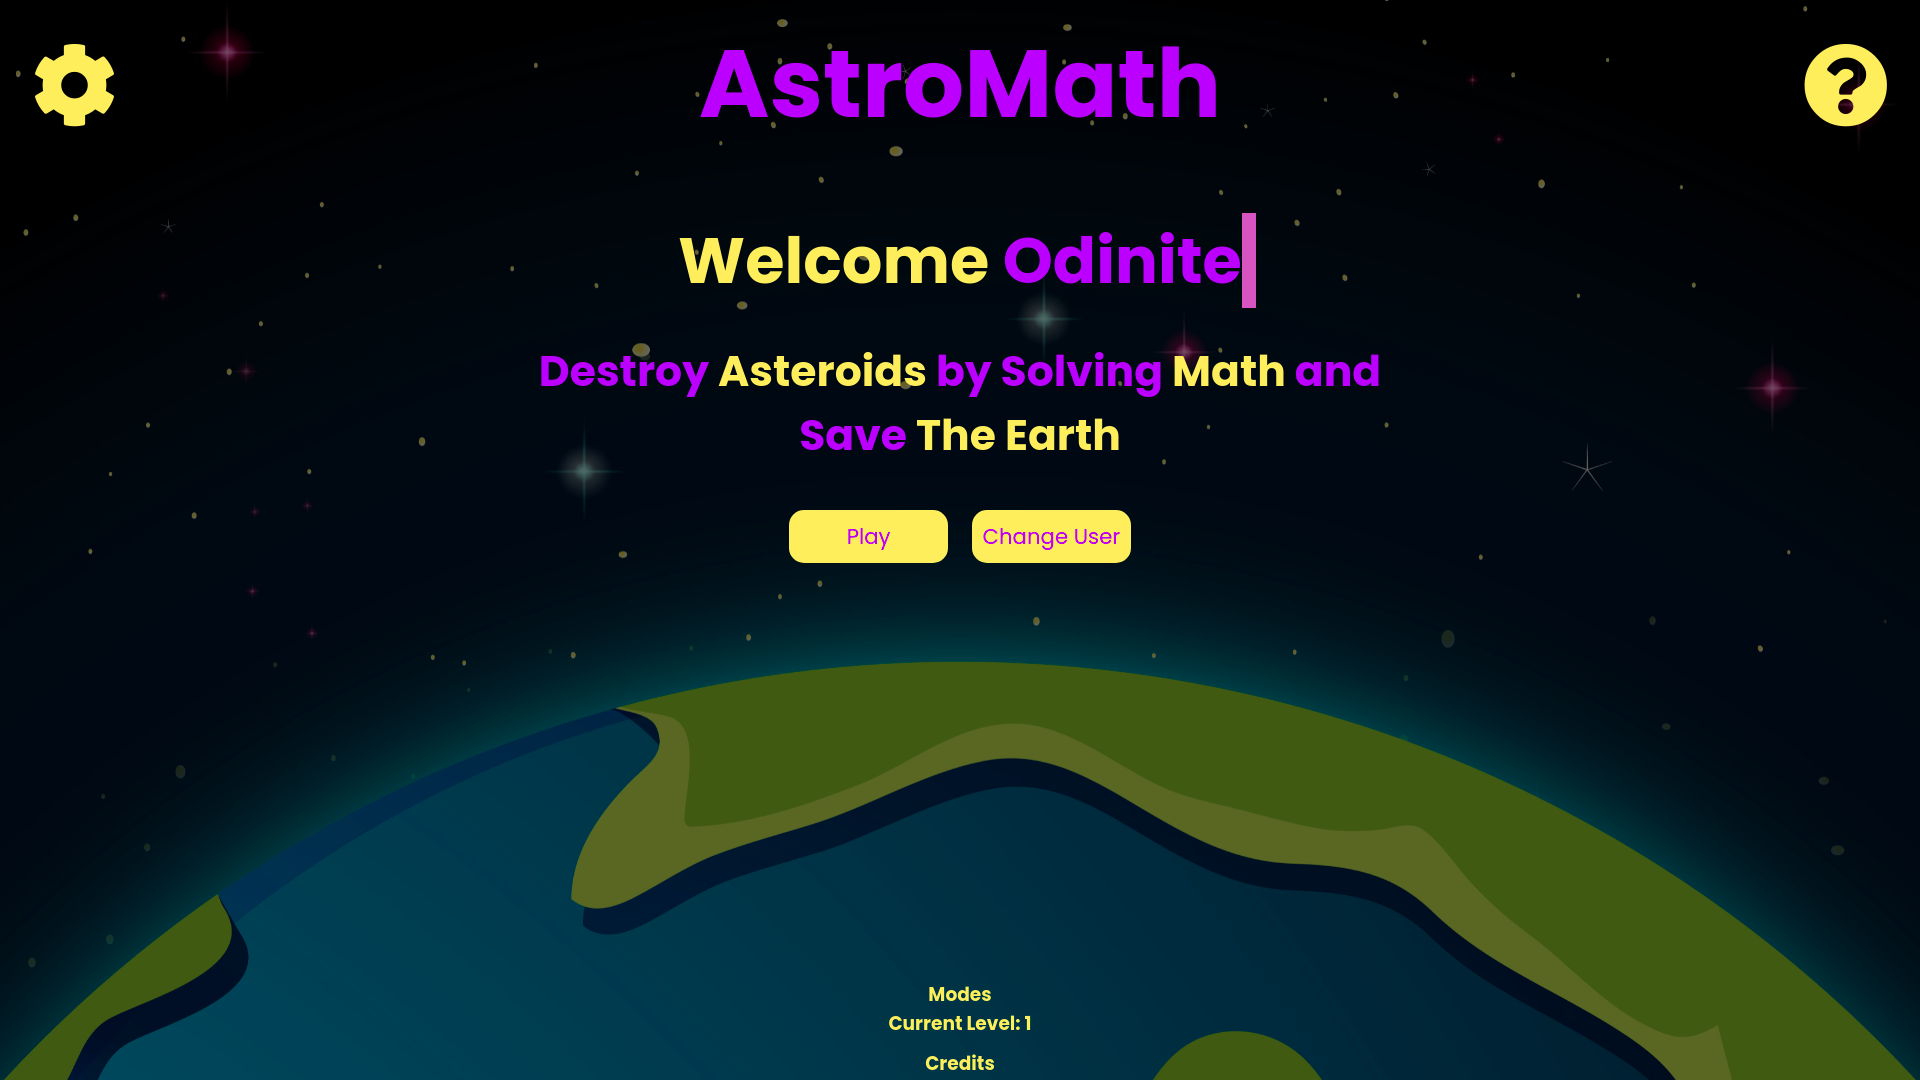 AstroMath
Welcome Odinite
Destroy Asteroids by Solving Math and
Save The Earth
Play
Change User
Modes
Current Level: 1
Credits